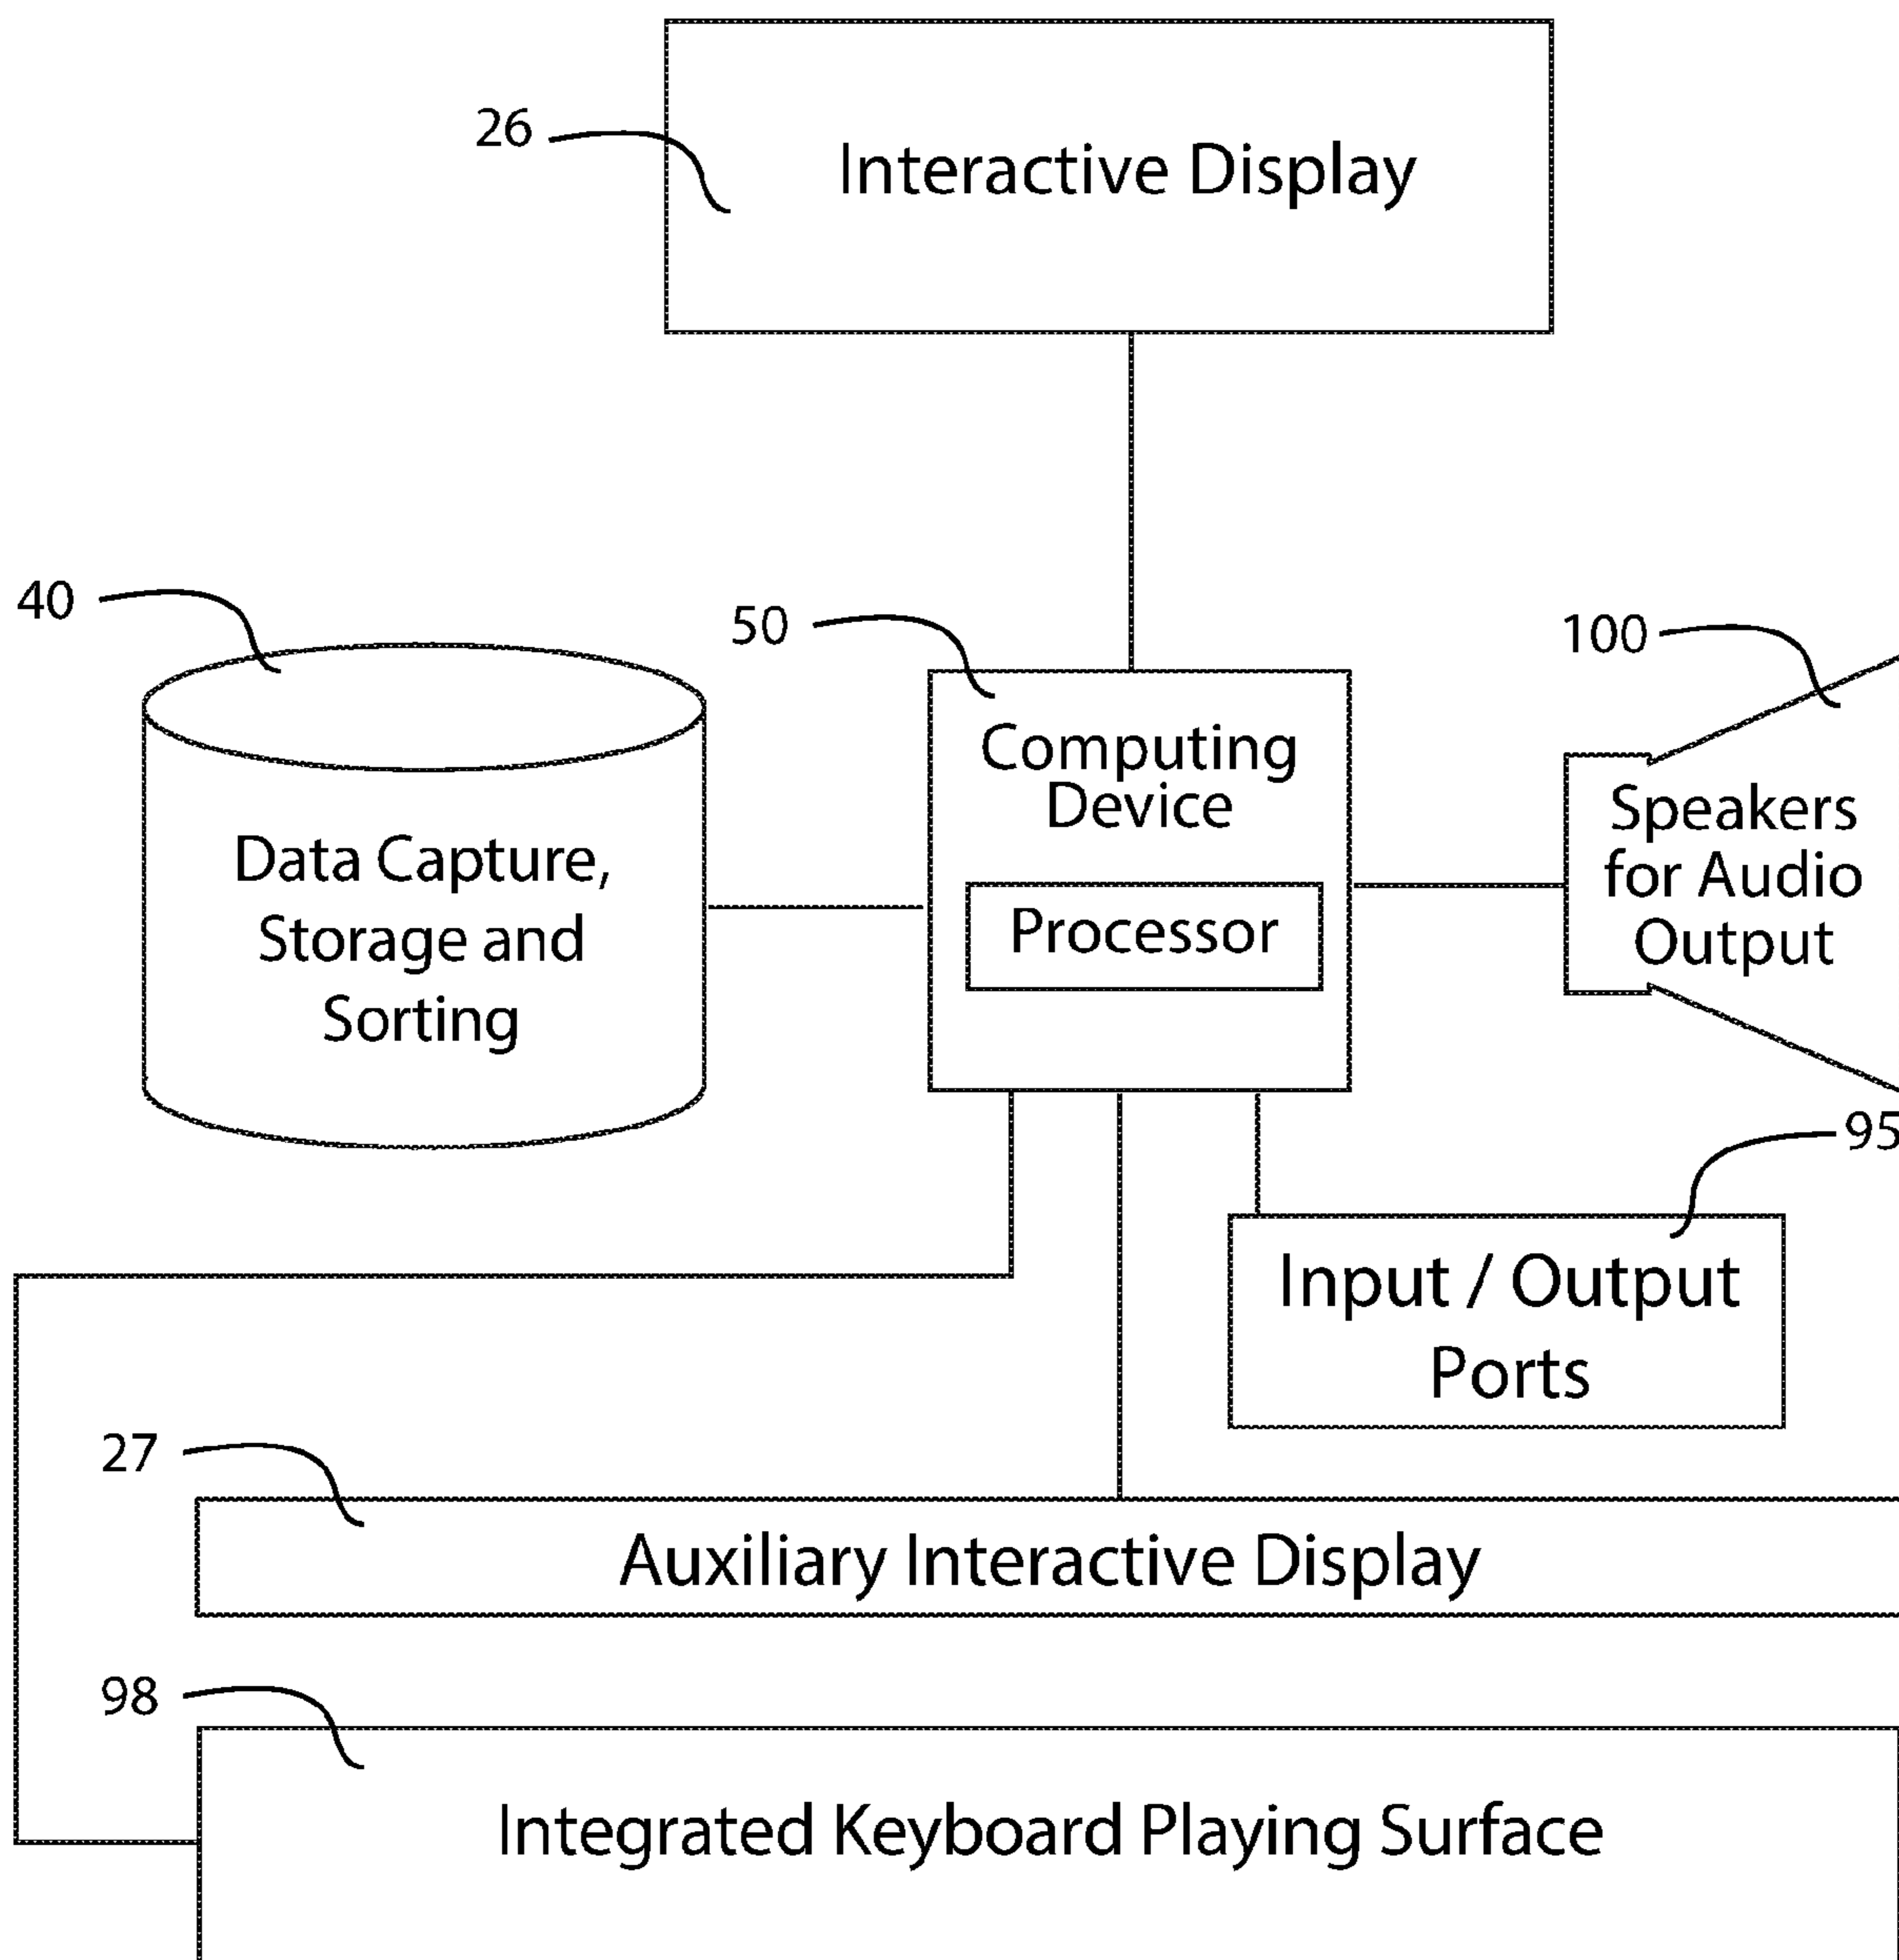 26
Interactive Display
40
50
100
Computing
Device
Processor
Data Capture,
Storage and
Sorting
Speakers
for Audio
Output
95
Input / Output
Ports
27
Auxiliary Interactive Display
98
Integrated Keyboard Playing Surface